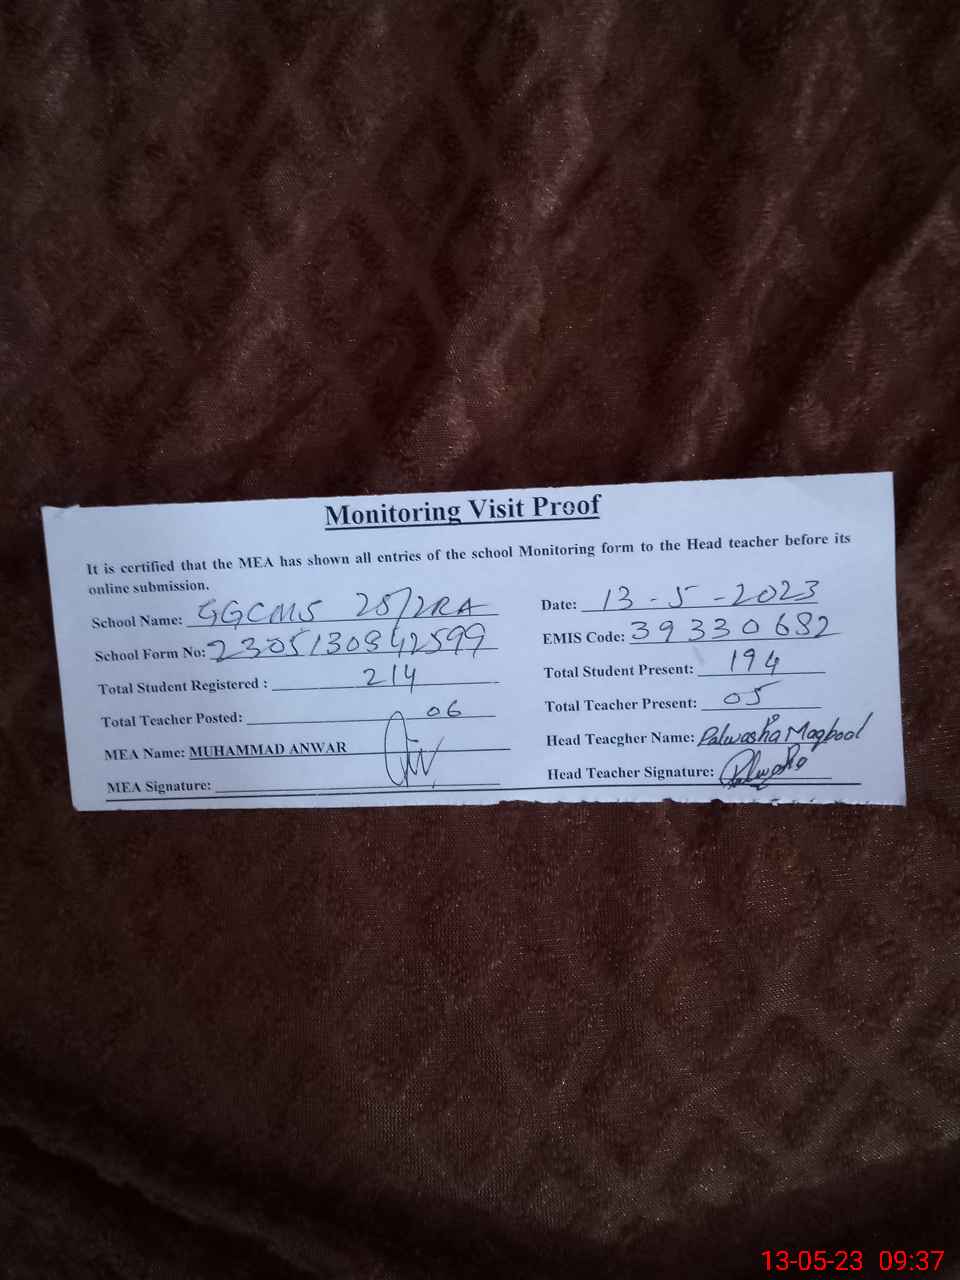 Monitoring Visit Proof
It is certified that the MEA has shown all entries of the school Monitoring form to the Head teacher before its
online submission.
School Name: GGCMS 25/2RA Date: 13-5-2023
School Form No: 23051309342599 EMIS Code: 39330682
Total Student Registered : 214 Total Student Present: 194
Total Teacher Posted: 06 Total Teacher Present: 05
MEA Name: MUHAMMAD ANWAR Head Teacgher Name: Palwasha Maqbool
MEA Signature: Head Teacher Signature: Palwasha
13-05-23 09:37